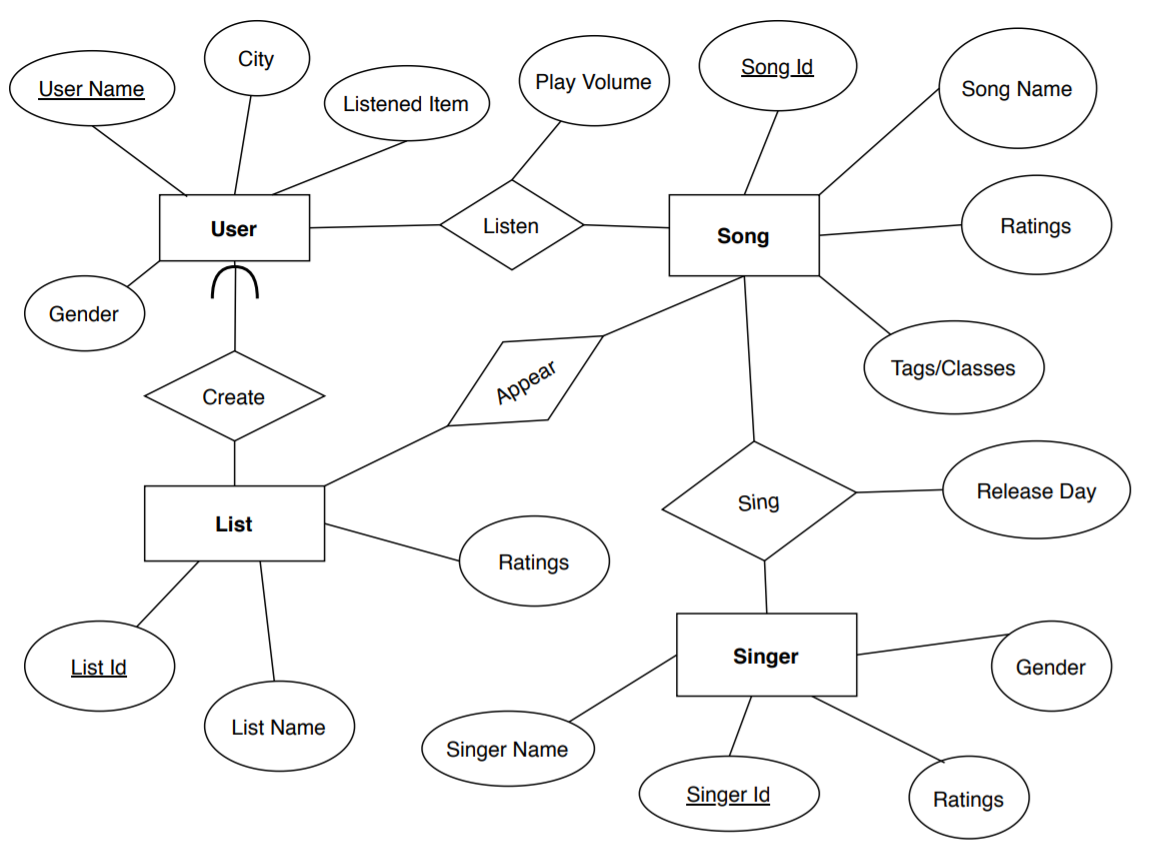 City
Song Id
Play Volume
User Name
Song Name
Listened Item
User
Listen
Song
Ratings
Gender
Tags/Classes
Appear
Create
Release Day
Sing
List
Ratings
Singer
List Id
Gender
List Name
Singer Name
Singer Id
Ratings